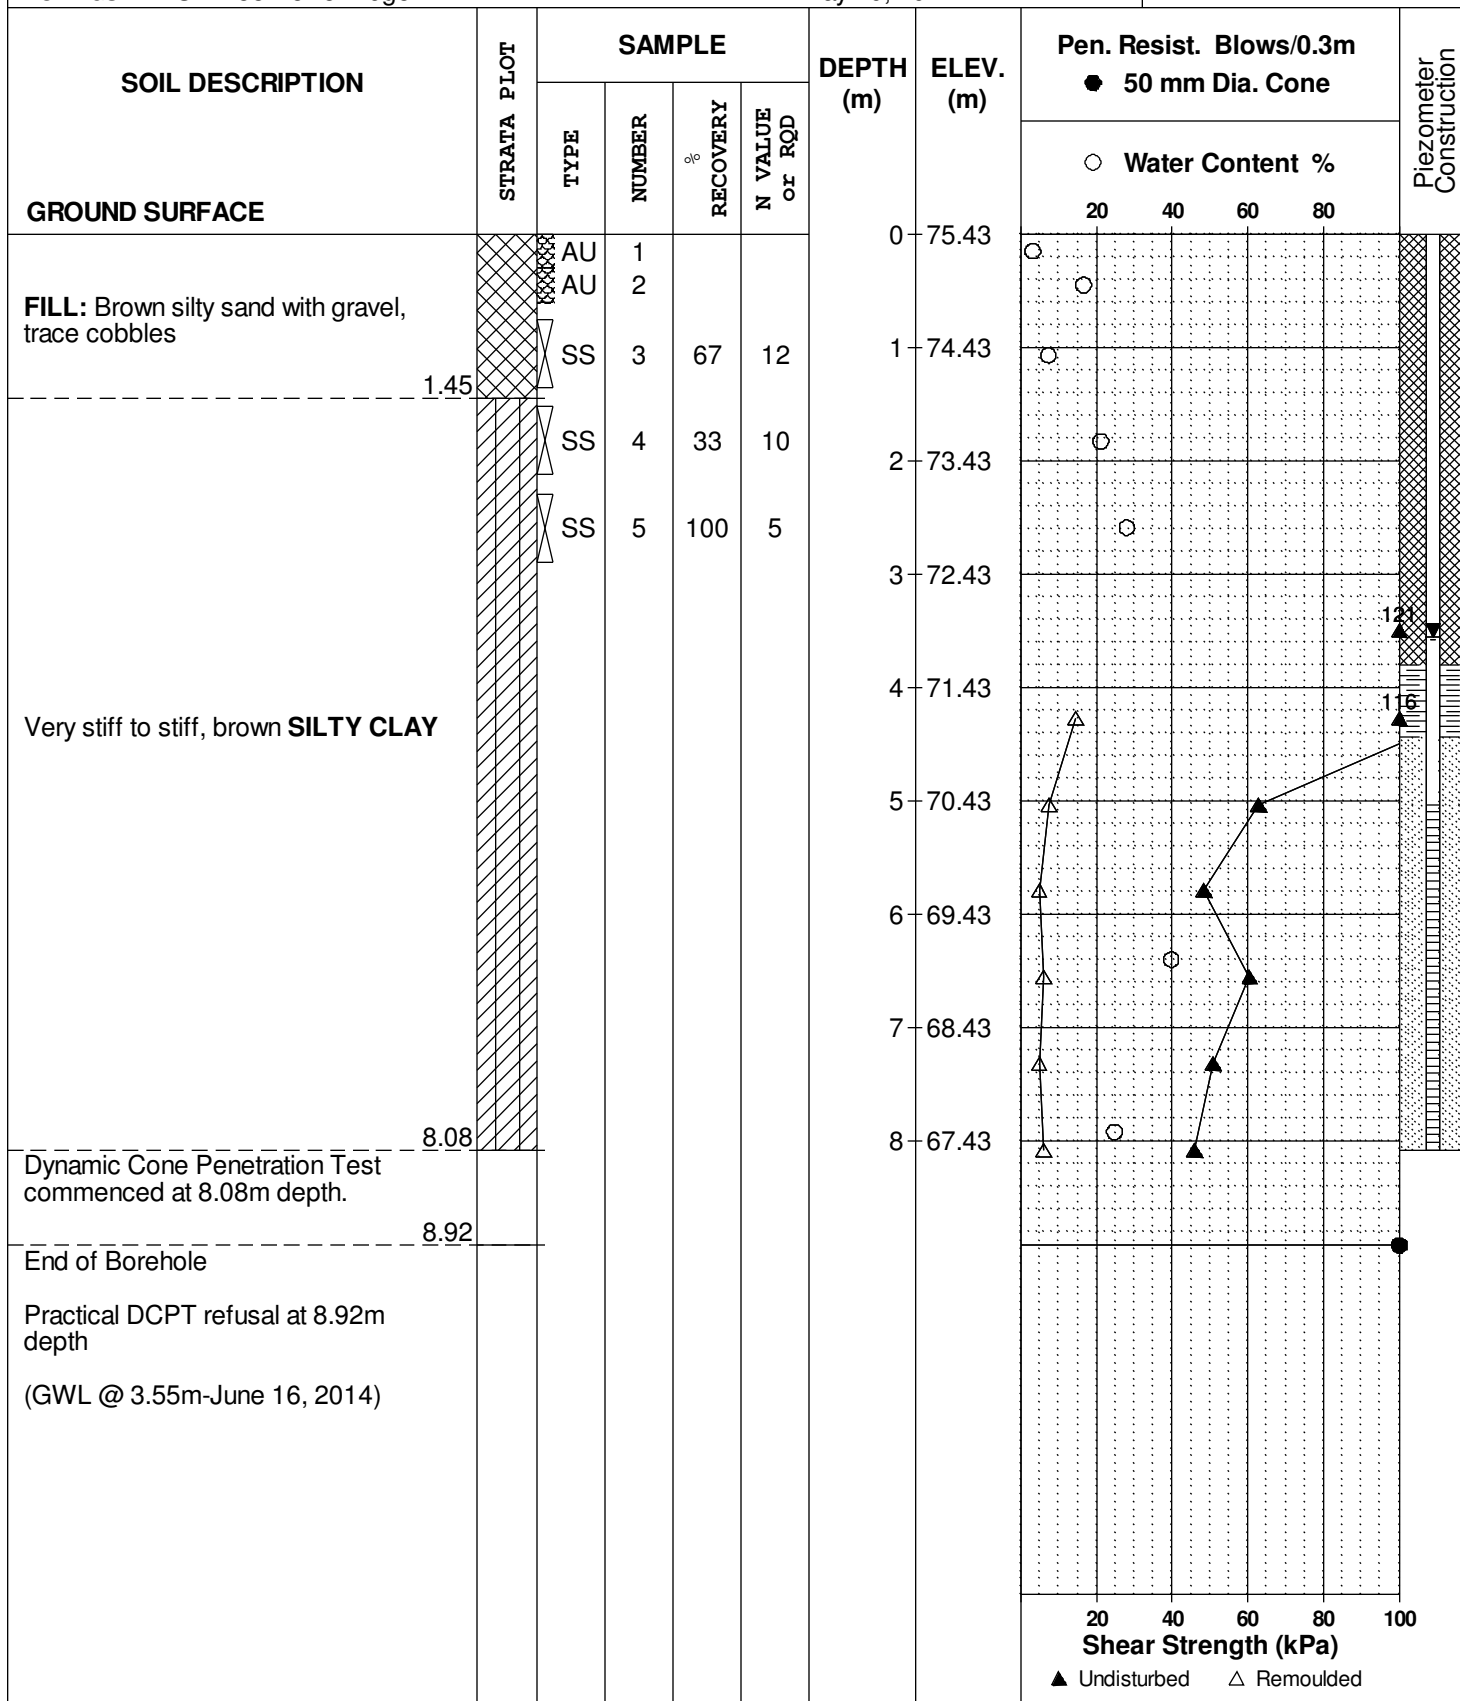 SOIL DESCRIPTION
GROUND SURFACE
STRATA PLOT
SAMPLE
TYPE
NUMBER
% RECOVERY
N VALUE or RQD
DEPTH (m)
ELEV. (m)
Pen. Resist. Blows/0.3m
● 50 mm Dia. Cone
○ Water Content %
20 40 60 80
Piezometer Construction
0 75.43
AU 1
AU 2
FILL: Brown silty sand with gravel,
trace cobbles
SS 3 67 12
1 74.43
1.45
SS 4 33 10
2 73.43
SS 5 100 5
3 72.43
121
4 71.43
116
Very stiff to stiff, brown SILTY CLAY
5 70.43
6 69.43
7 68.43
8.08
8 67.43
Dynamic Cone Penetration Test
commenced at 8.08m depth.
8.92
End of Borehole
Practical DCPT refusal at 8.92m
depth
(GWL @ 3.55m-June 16, 2014)
20 40 60 80 100
Shear Strength (kPa)
▲ Undisturbed △ Remoulded